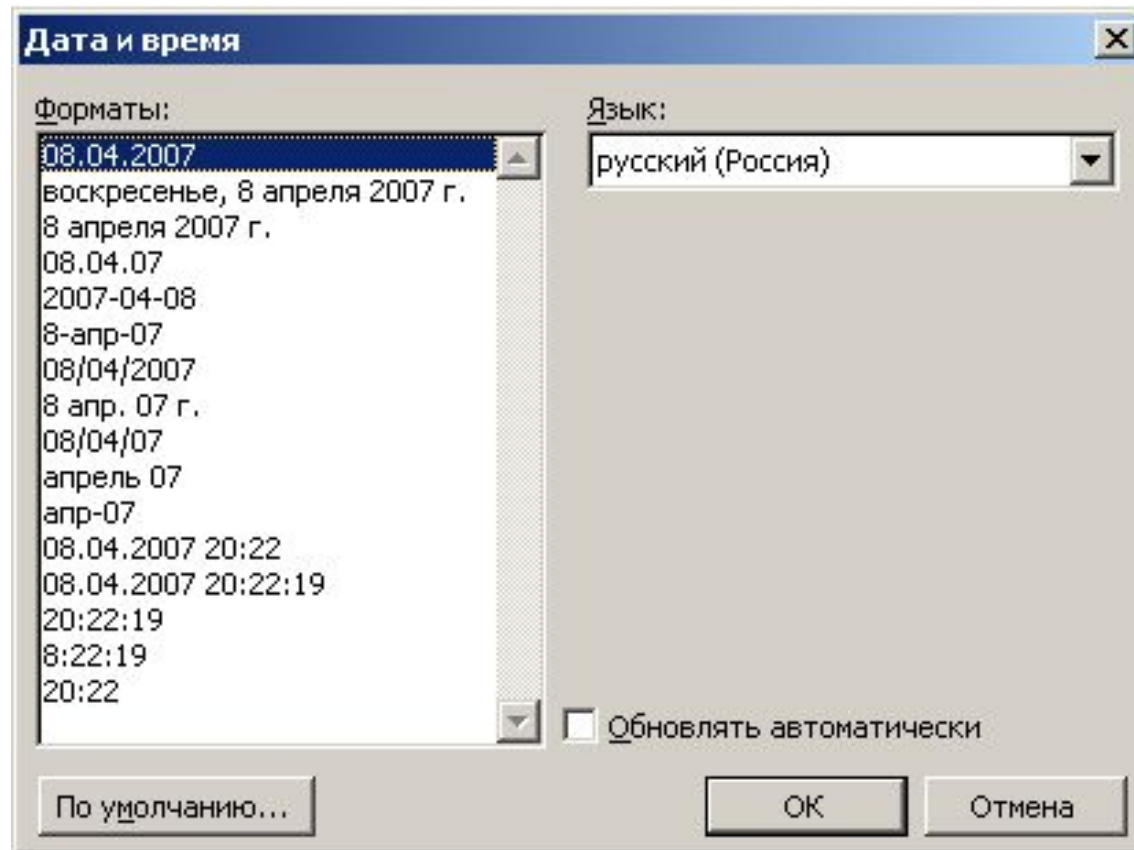 Дата и время
Форматы:
08.04.2007
воскресенье, 8 апреля 2007 г.
8 апреля 2007 г.
08.04.07
2007-04-08
8-апр-07
08/04/2007
8 апр. 07 г.
08/04/07
апрель 07
апр-07
08.04.2007 20:22
08.04.2007 20:22:19
20:22:19
8:22:19
20:22
Язык:
русский (Россия)
Обновлять автоматически
По умолчанию...
ОК
Отмена